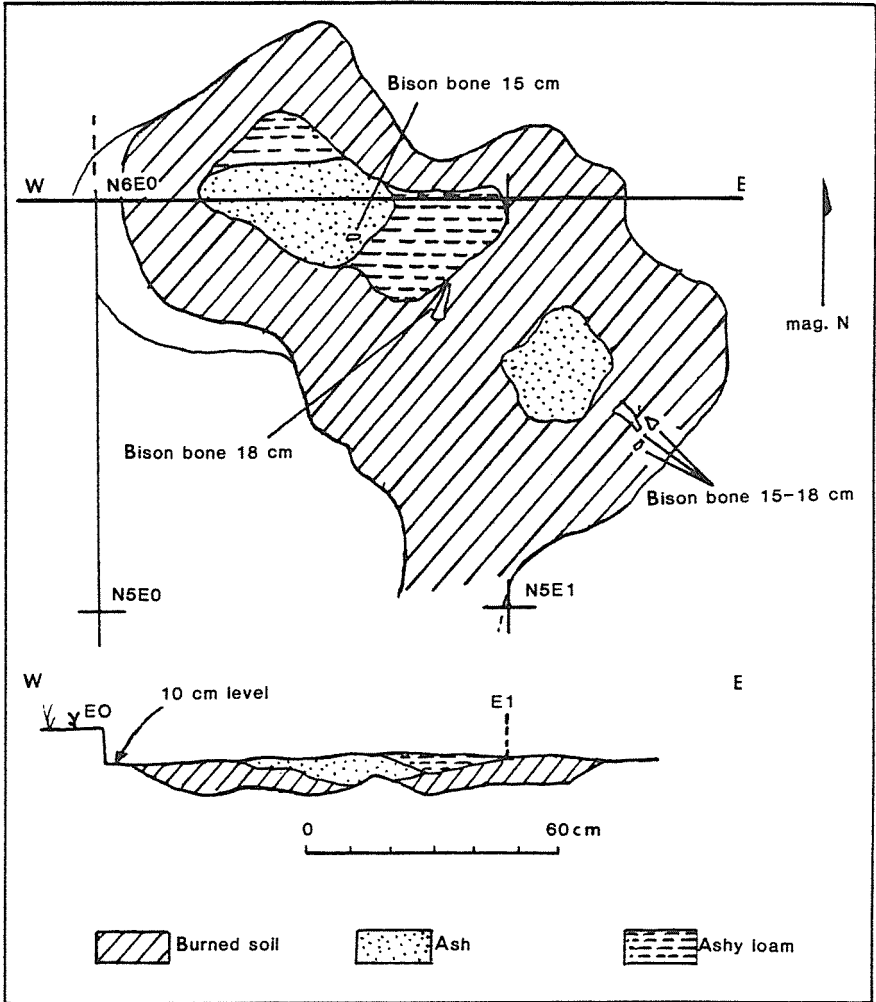 Bison bone 15 cm
W
N6E0
E
mag. N
Bison bone 18 cm
Bison bone 15-18 cm
N5E0
N5E1
W
E
10 cm level
EO
E1
0
60cm
Burned soil
Ash
Ashy loam